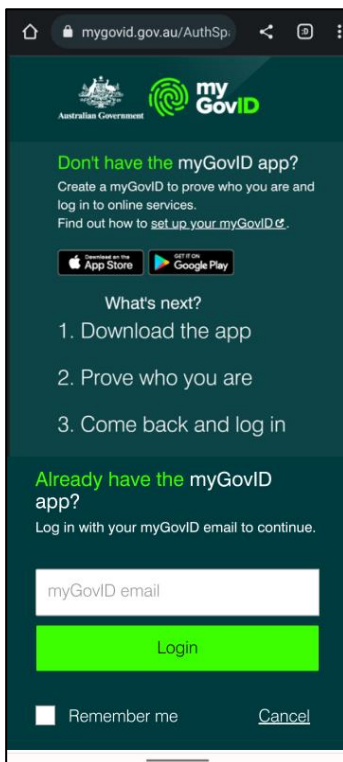 mygovid.gov.au/AuthSp
:D
Australian Government
my
GovID
Don't have the myGovID app?
Create a myGovID to prove who you are and
log in to online services.
Find out how to set up your myGovID.
Download on the
App Store
GET IT ON
Google Play
What's next?
1. Download the app
2. Prove who you are
3. Come back and log in
Already have the myGovID
app?
Log in with your myGovID email to continue.
myGovID email
Login
Remember me
Cancel